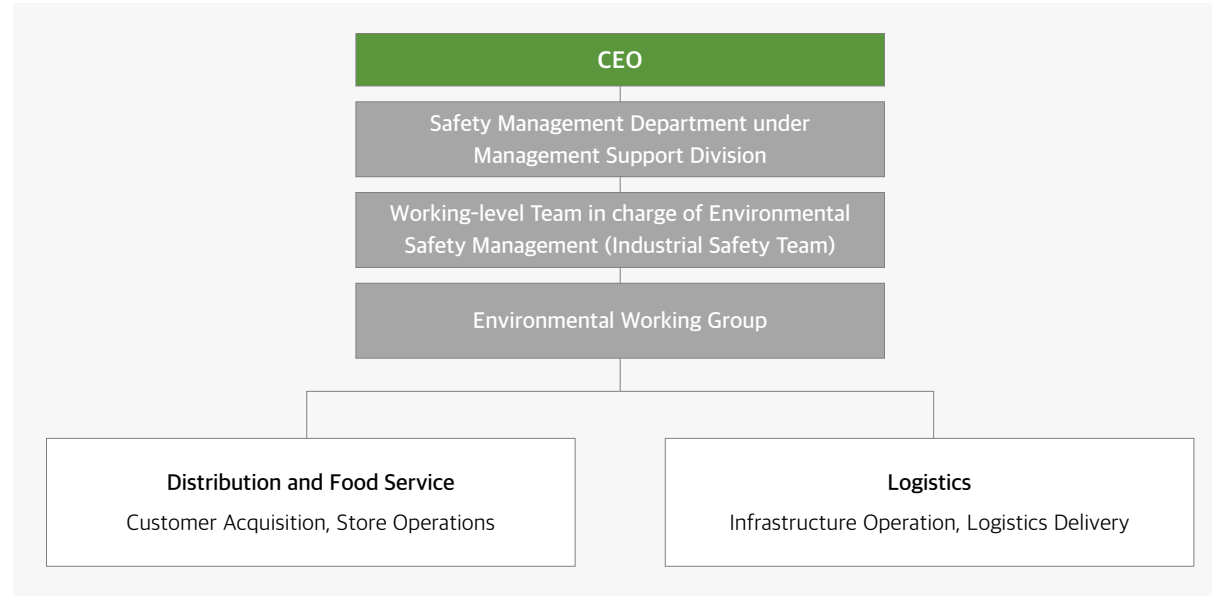 CEO
Safety Management Department under
Management Support Division
Working-level Team in charge of Environmental
Safety Management (Industrial Safety Team)
Environmental Working Group
Distribution and Food Service
Customer Acquisition, Store Operations
Logistics
Infrastructure Operation, Logistics Delivery